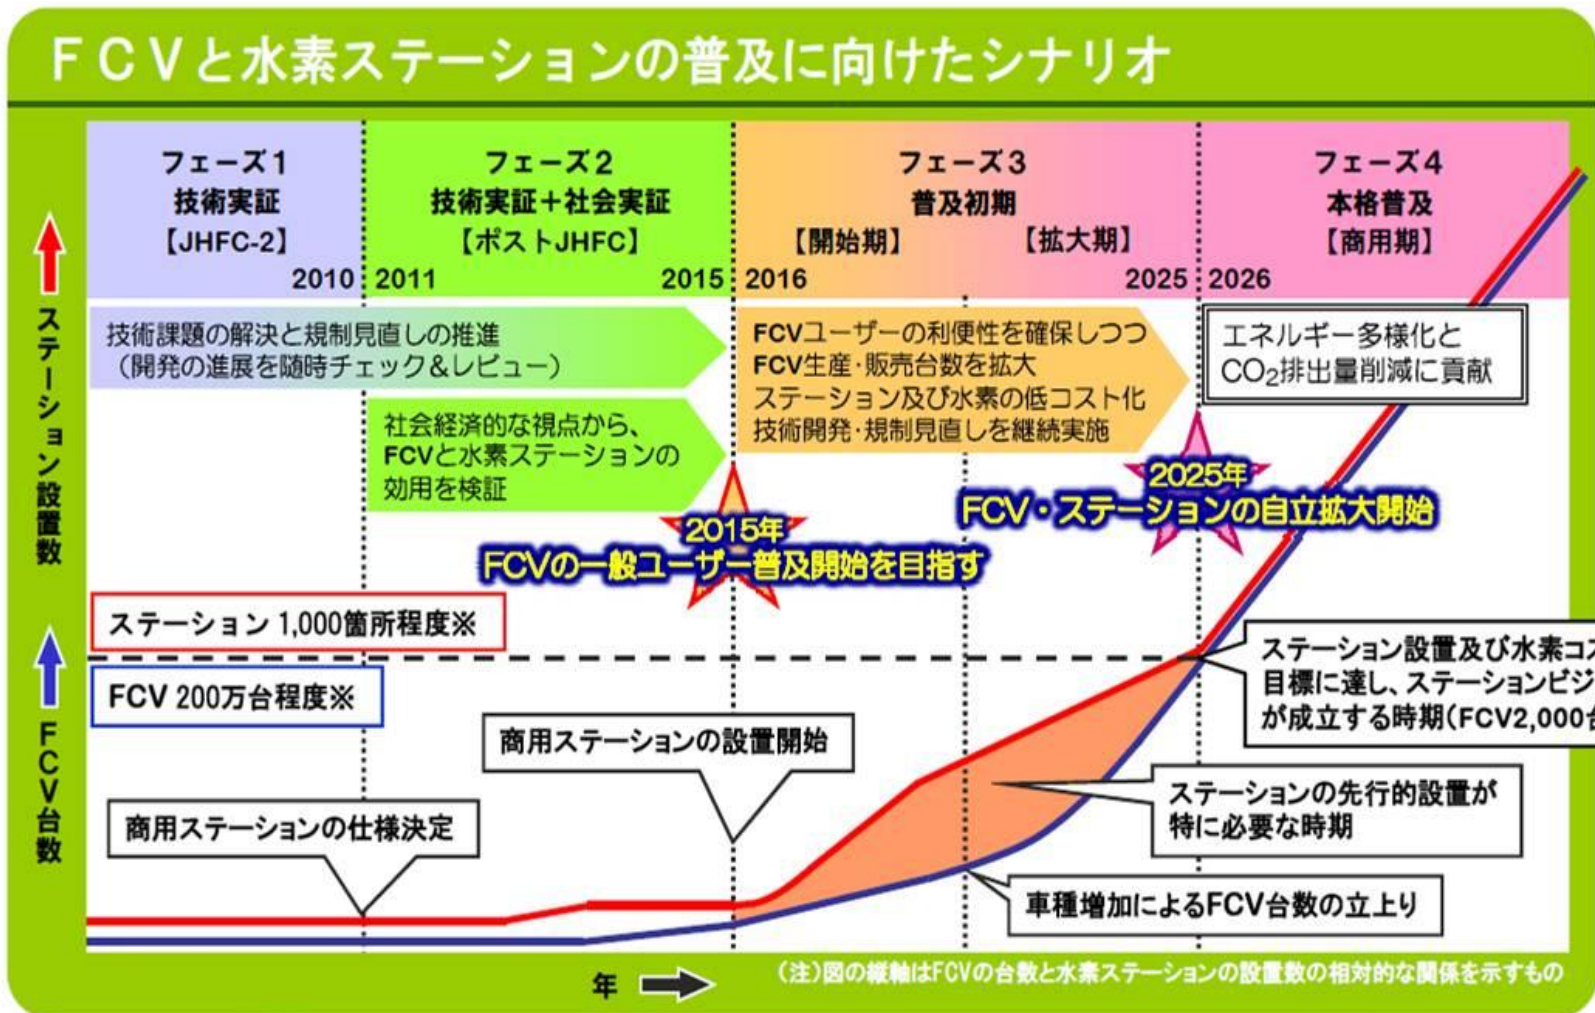 FCVと水素ステーションの普及に向けたシナリオ
フェーズ1
技術実証
【JHFC-2】
2010
フェーズ2
技術実証+社会実証
【ポストJHFC】
2011
2015
フェーズ3
普及初期
【開始期】
【拡大期】
2016
2025
フェーズ4
本格普及
【商用期】
2026
ステーション設置数
FCV台数
技術課題の解決と規制見直しの推進
(開発の進展を随時チェック&レビュー)
社会経済的な視点から、
FCVと水素ステーションの
効用を検証
FCVユーザーの利便性を確保しつつ
FCV生産・販売台数を拡大
ステーション及び水素の低コスト化
技術開発・規制見直しを継続実施
エネルギー多様化と
CO2排出量削減に貢献
2015年
FCVの一般ユーザー普及開始を目指す
2025年
FCV・ステーションの自立拡大開始
ステーション 1,000箇所程度※
FCV 200万台程度※
商用ステーションの仕様決定
商用ステーションの設置開始
ステーション設置及び水素コス
目標に達し、ステーションビジ
が成立する時期(FCV2,000台
ステーションの先行的設置が
特に必要な時期
車種増加によるFCV台数の立上り
年
(注)図の縦軸はFCVの台数と水素ステーションの設置数の相対的な関係を示すもの